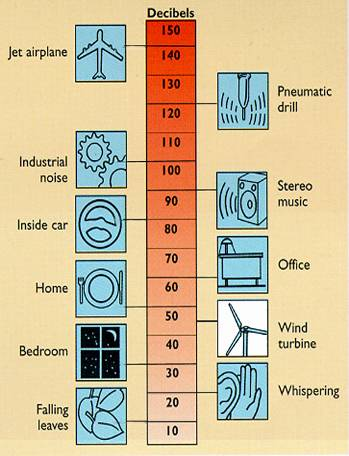 Decibels
150
140
130
120
110
100
90
80
70
60
50
40
30
20
10
Jet airplane
Pneumatic
drill
Industrial
noise
Stereo
music
Inside car
Office
Home
Wind
turbine
Bedroom
Whispering
Falling
leaves